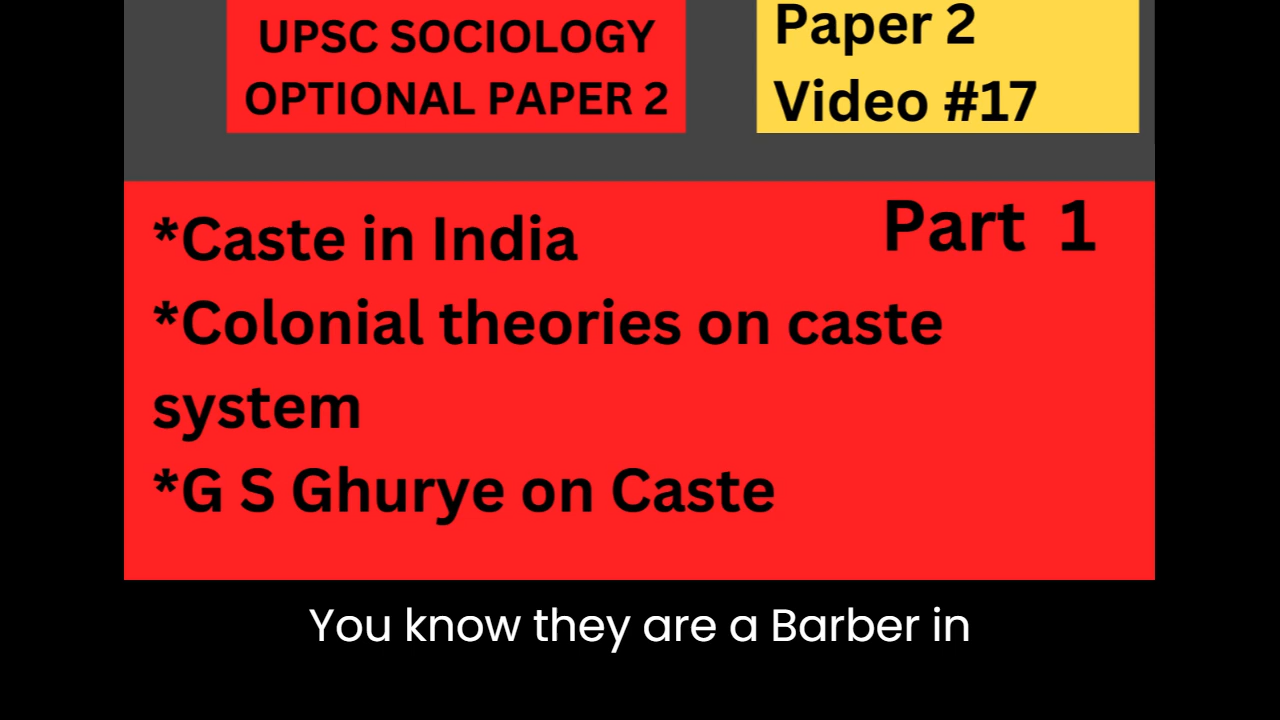 UPSC SOCIOLOGY
OPTIONAL PAPER 2
Paper 2
Video #17
Part 1
*Caste in India
*Colonial theories on caste
system
*G S Ghurye on Caste
You know they are a Barber in